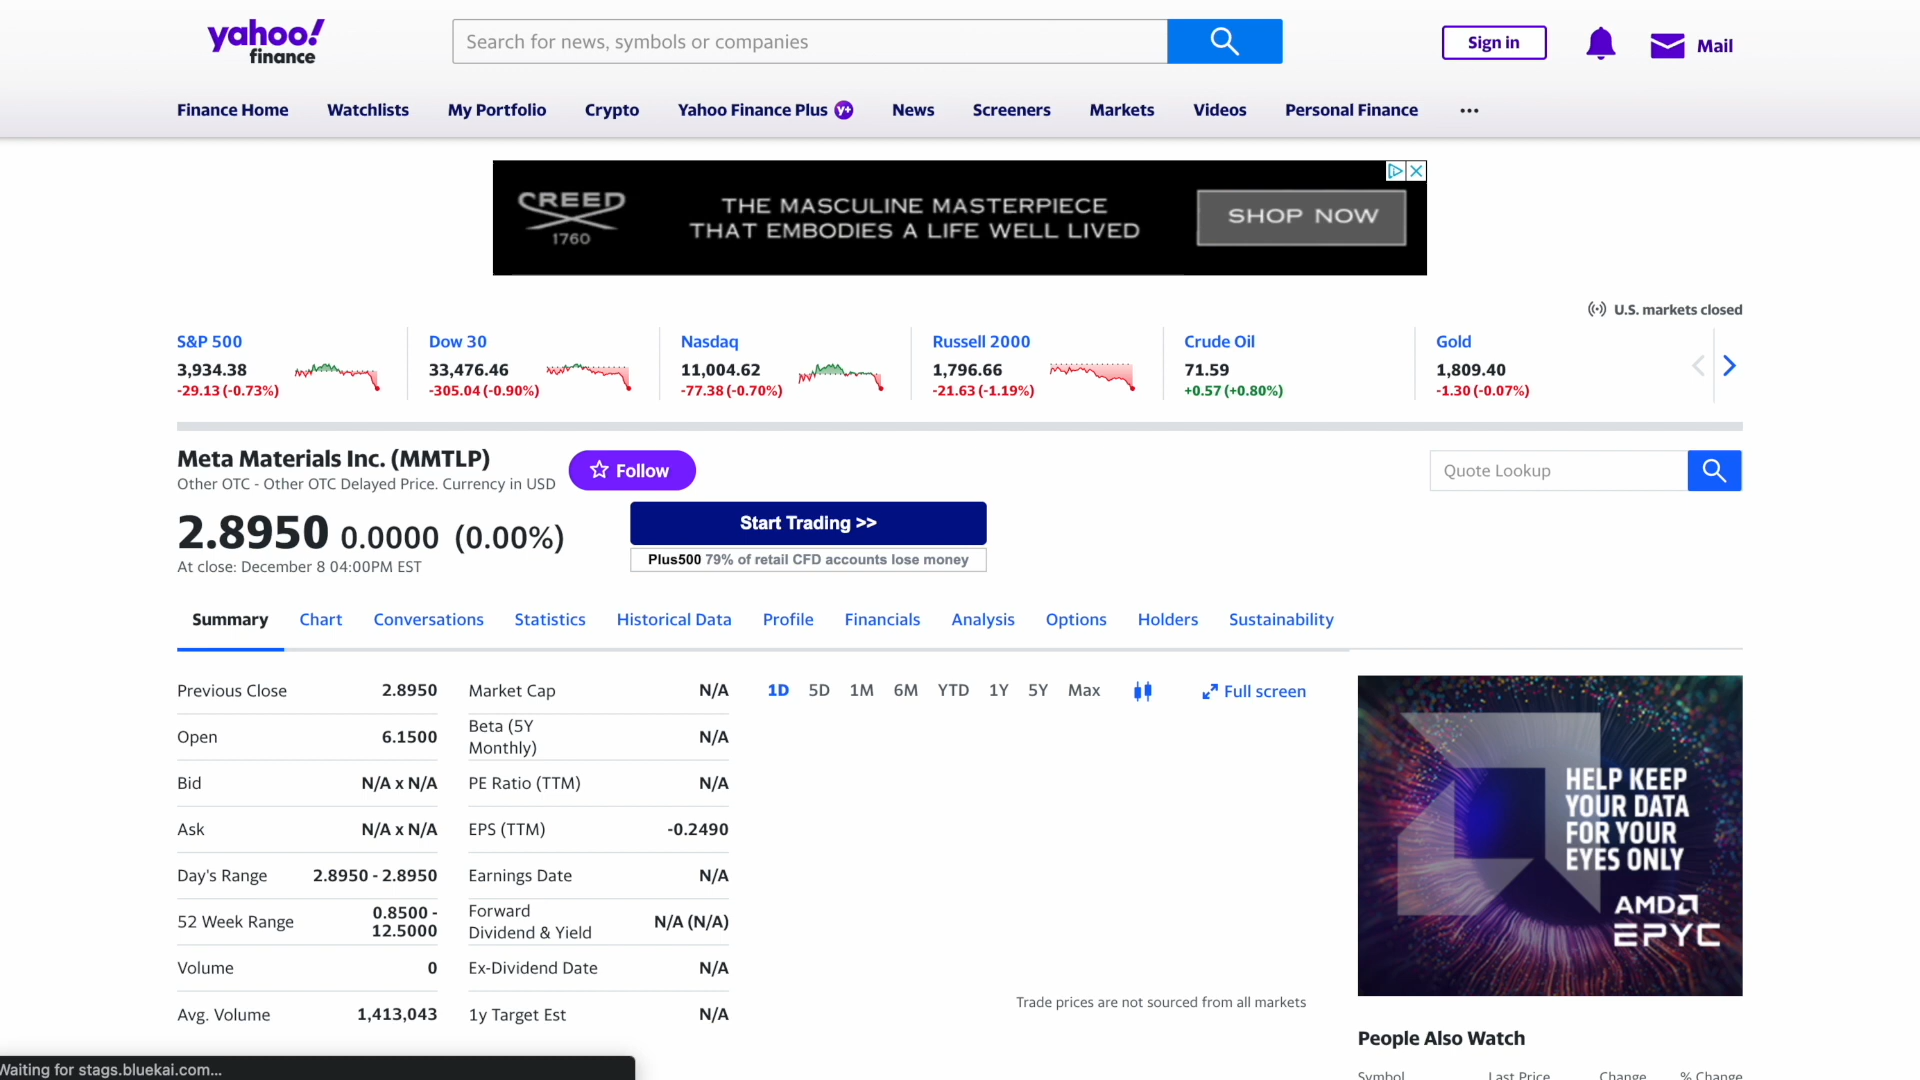 yahoo!
finance
Search for news, symbols or companies
Sign in
Mail
Finance Home
Watchlists
My Portfolio
Crypto
Yahoo Finance Plus
y+
News
Screeners
Markets
Videos
Personal Finance
CREED
1760
THE MASCULINE MASTERPIECE
THAT EMBODIES A LIFE WELL LIVED
SHOP NOW
U.S. markets closed
S&P 500
3,934.38
-29.13 (-0.73%)
Dow 30
33,476.46
-305.04 (-0.90%)
Nasdaq
11,004.62
-77.38 (-0.70%)
Russell 2000
1,796.66
-21.63 (-1.19%)
Crude Oil
71.59
+0.57 (+0.80%)
Gold
1,809.40
-1.30 (-0.07%)
Meta Materials Inc. (MMTLP)
Other OTC - Other OTC Delayed Price. Currency in USD
Follow
Quote Lookup
2.8950 0.0000 (0.00%)
At close: December 8 04:00PM EST
Start Trading >>
Plus500 79% of retail CFD accounts lose money
Summary
Chart
Conversations
Statistics
Historical Data
Profile
Financials
Analysis
Options
Holders
Sustainability
Previous Close 2.8950
Open 6.1500
Bid N/A x N/A
Ask N/A x N/A
Day's Range 2.8950 - 2.8950
52 Week Range 0.8500 -
12.5000
Volume 0
Avg. Volume 1,413,043
Market Cap N/A
Beta (5Y
Monthly) N/A
PE Ratio (TTM) N/A
EPS (TTM) -0.2490
Earnings Date N/A
Forward
Dividend & Yield N/A (N/A)
Ex-Dividend Date N/A
1y Target Est N/A
1D 5D 1M 6M YTD 1Y 5Y Max
Full screen
Trade prices are not sourced from all markets
HELP KEEP
YOUR DATA
FOR YOUR
EYES ONLY
AMD
EPYC
People Also Watch
Symbol Last Price Change % Change
Waiting for stags.bluekai.com...